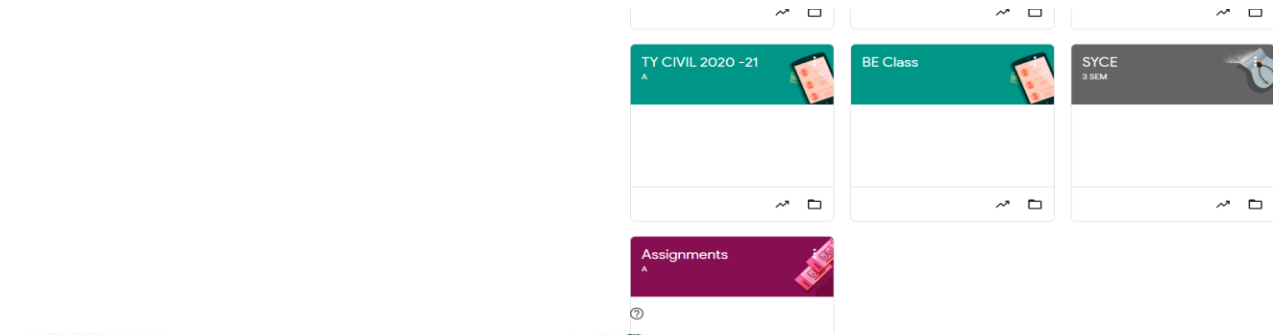 TY CIVIL 2020 -21
A
BE Class
SYCE
3 SEM
Assignments
A